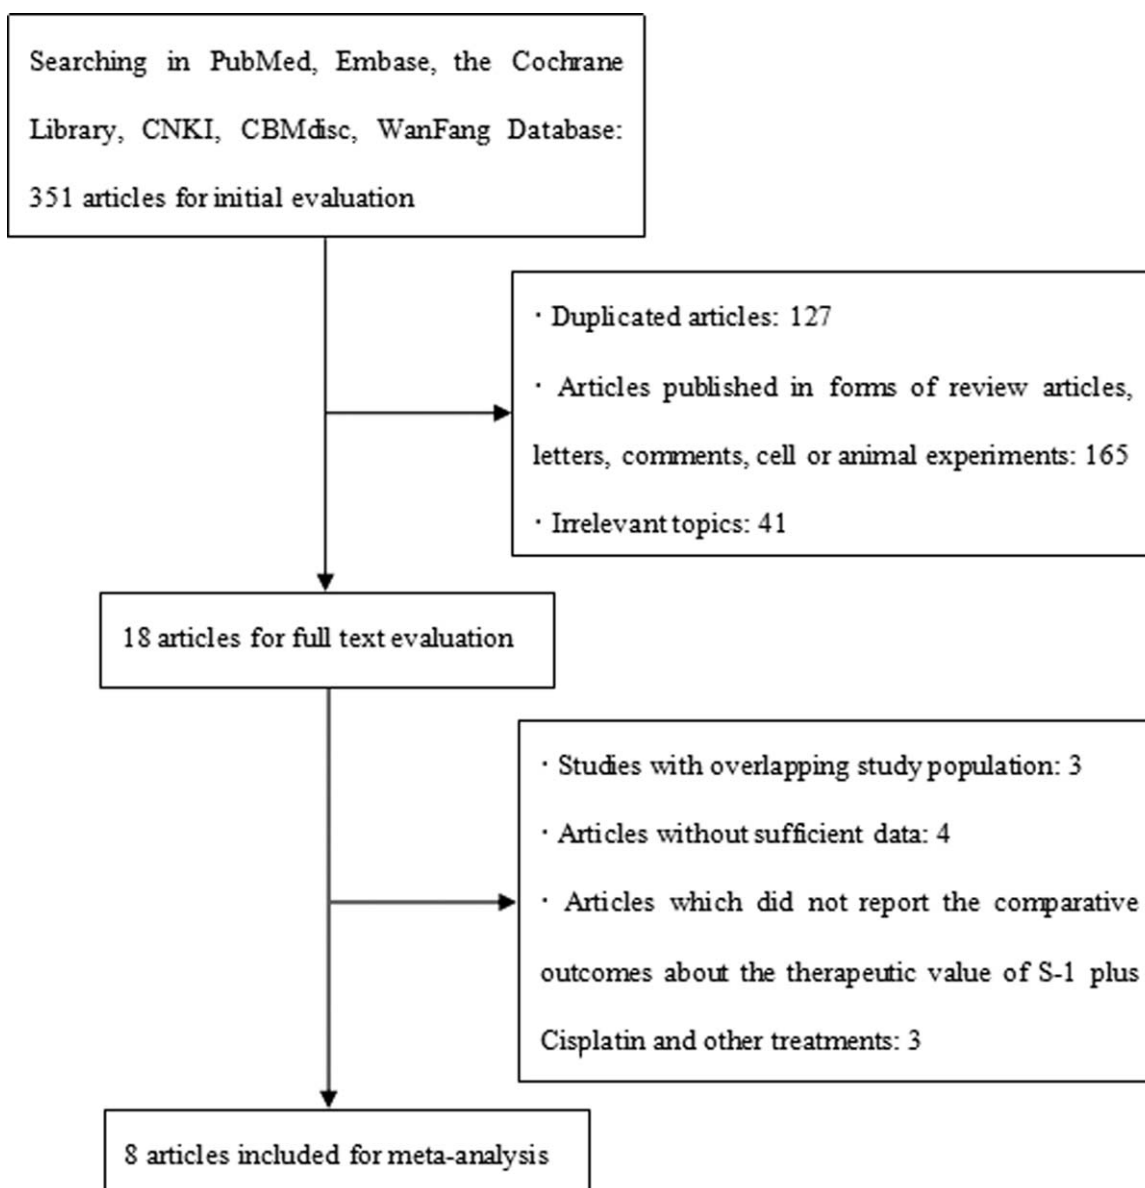 Searching in PubMed, Embase, the Cochrane
Library, CNKI, CBMdisc, WanFang Database:
351 articles for initial evaluation
· Duplicated articles: 127
· Articles published in forms of review articles,
letters, comments, cell or animal experiments: 165
· Irrelevant topics: 41
18 articles for full text evaluation
· Studies with overlapping study population: 3
· Articles without sufficient data: 4
· Articles which did not report the comparative
outcomes about the therapeutic value of S-1 plus
Cisplatin and other treatments: 3
8 articles included for meta-analysis